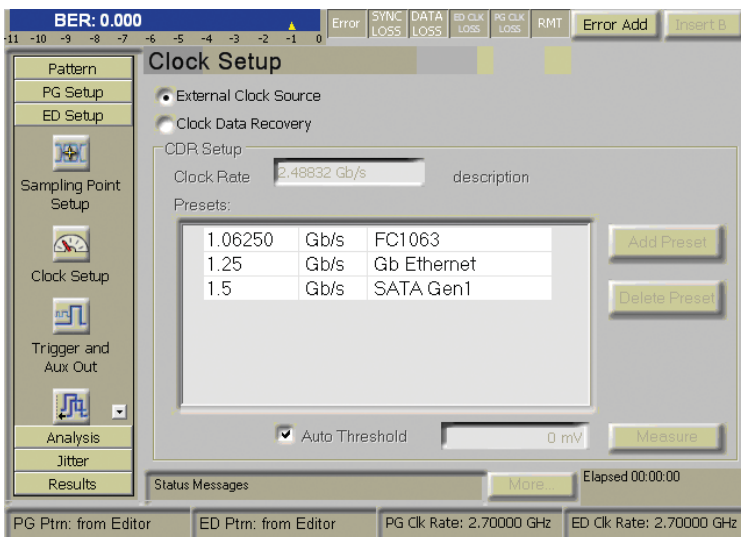 BER: 0.000
-11 -10 -9 -8 -7 -6 -5 -4 -3 -2 -1 0
Error
SYNC LOSS
DATA LOSS
ED CLK LOSS
PG CLK LOSS
RMT
Error Add
Insert B
Pattern
PG Setup
ED Setup
Sampling Point
Setup
Clock Setup
Trigger and
Aux Out
Analysis
Jitter
Results
Clock Setup
External Clock Source
Clock Data Recovery
CDR Setup
Clock Rate 2.48832 Gb/s description
Presets:
1.06250 Gb/s FC1063
1.25 Gb/s Gb Ethernet
1.5 Gb/s SATA Gen1
Add Preset
Delete Preset
Auto Threshold 0 mV Measure
Status Messages More... Elapsed 00:00:00
PG Ptrn: from Editor ED Ptrn: from Editor PG Clk Rate: 2.70000 GHz ED Clk Rate: 2.70000 GHz